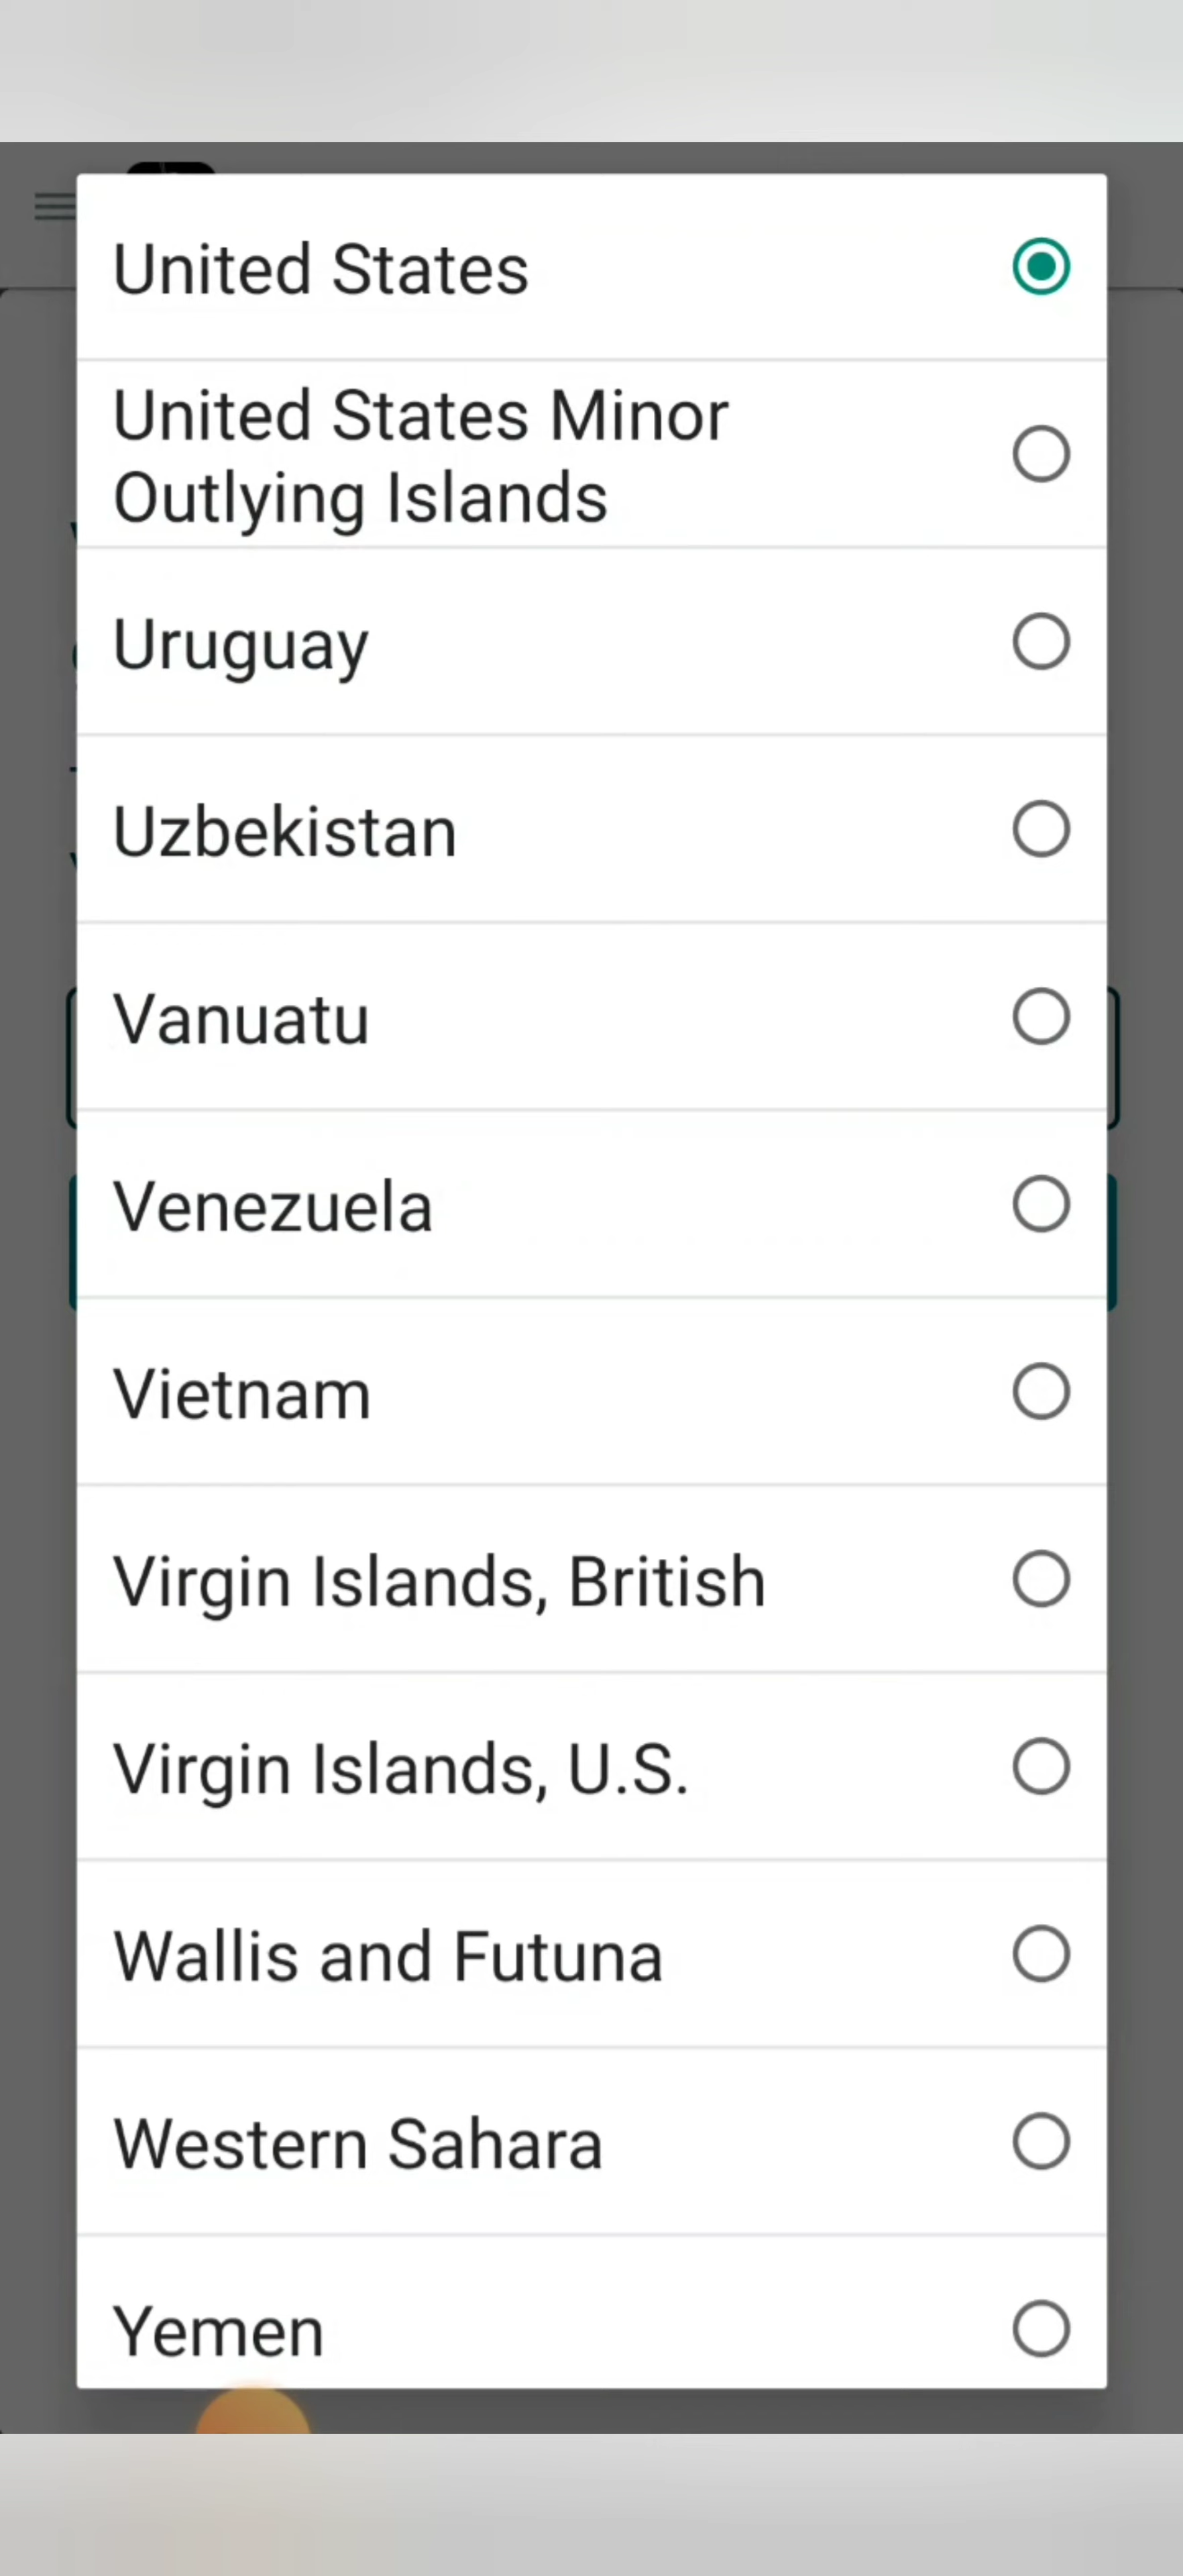 United States
United States Minor
Outlying Islands
Uruguay
Uzbekistan
Vanuatu
Venezuela
Vietnam
Virgin Islands, British
Virgin Islands, U.S.
Wallis and Futuna
Western Sahara
Yemen